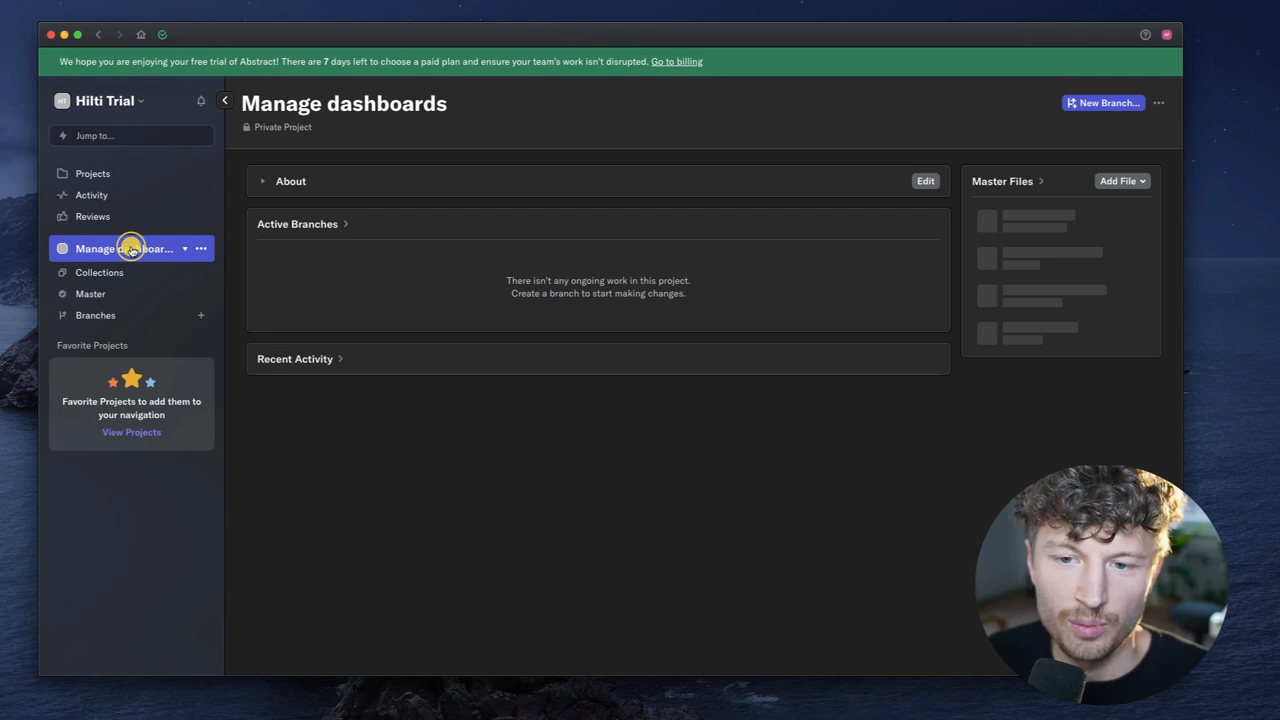 We hope you are enjoying your free trial of Abstract! There are 7 days left to choose a paid plan and ensure your team's work isn't disrupted. Go to billing
HT Hilti Trial
Manage dashboards
New Branch...
Private Project
Jump to...
Projects
Activity
Reviews
Manage dashboar...
Collections
Master
Branches
Favorite Projects
Favorite Projects to add them to
your navigation
View Projects
About
Edit
Active Branches
There isn't any ongoing work in this project.
Create a branch to start making changes.
Recent Activity
Master Files
Add File